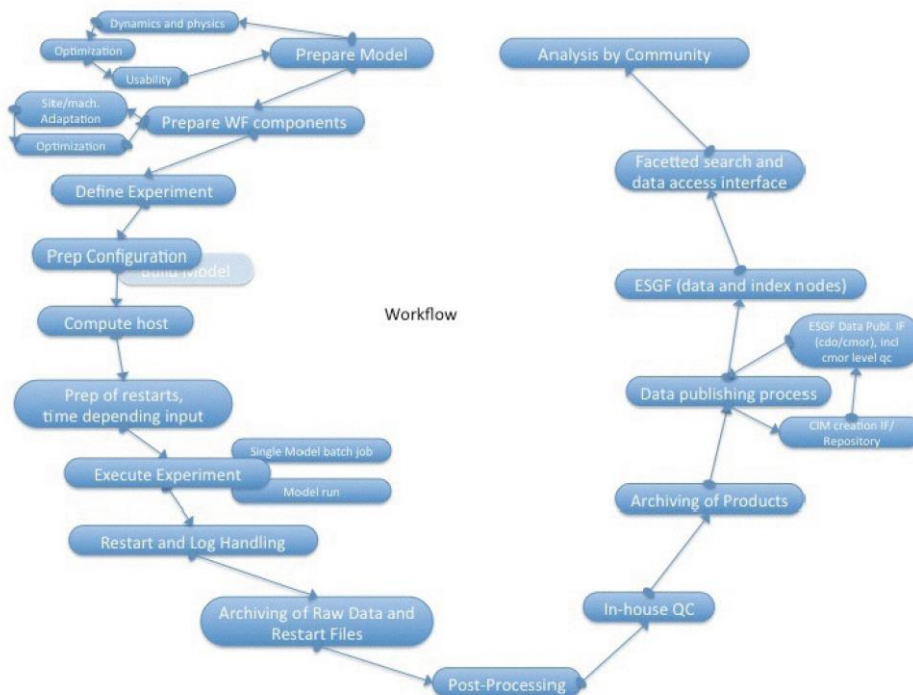 Dynamics and physics
Optimization
Usability
Prepare Model
Site/mach.
Adaptation
Optimization
Prepare WF components
Define Experiment
Prep Configuration
Build Model
Compute host
Prep of restarts,
time depending input
Single Model batch job
Execute Experiment
Model run
Restart and Log Handling
Archiving of Raw Data and
Restart Files
Post-Processing
In-house QC
Archiving of Products
Data publishing process
CIM creation IF/
Repository
ESGF Data Publ. IF
(cdo/cmor), incl
cmor level qc
ESGF (data and index nodes)
Facetted search and
data access interface
Analysis by Community
Workflow